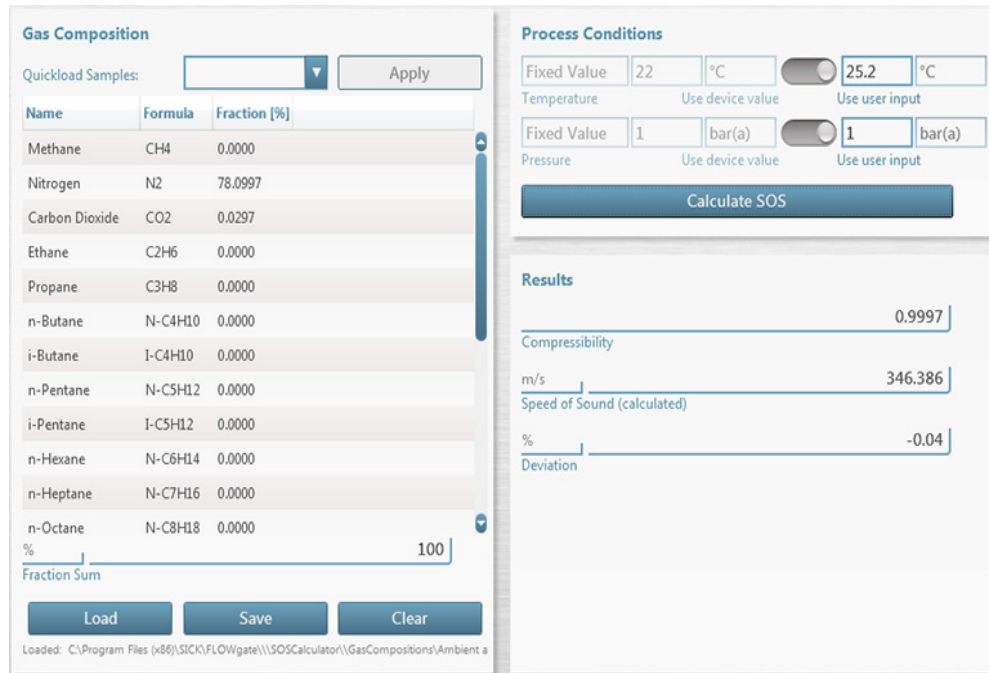 Gas Composition
Quickload Samples:
Apply
Name Formula Fraction [%]
Methane CH4 0.0000
Nitrogen N2 78.0997
Carbon Dioxide CO2 0.0297
Ethane C2H6 0.0000
Propane C3H8 0.0000
n-Butane N-C4H10 0.0000
i-Butane I-C4H10 0.0000
n-Pentane N-C5H12 0.0000
i-Pentane I-C5H12 0.0000
n-Hexane N-C6H14 0.0000
n-Heptane N-C7H16 0.0000
n-Octane N-C8H18 0.0000
% 100
Fraction Sum
Load Save Clear
Loaded: C:\Program Files (x86)\SICK\FLOWgate\\\SOSCalculator\\GasCompositions\Ambient a
Process Conditions
Fixed Value 22 °C 25.2 °C
Temperature Use device value Use user input
Fixed Value 1 bar(a) 1 bar(a)
Pressure Use device value Use user input
Calculate SOS
Results
0.9997
Compressibility
m/s 346.386
Speed of Sound (calculated)
% -0.04
Deviation